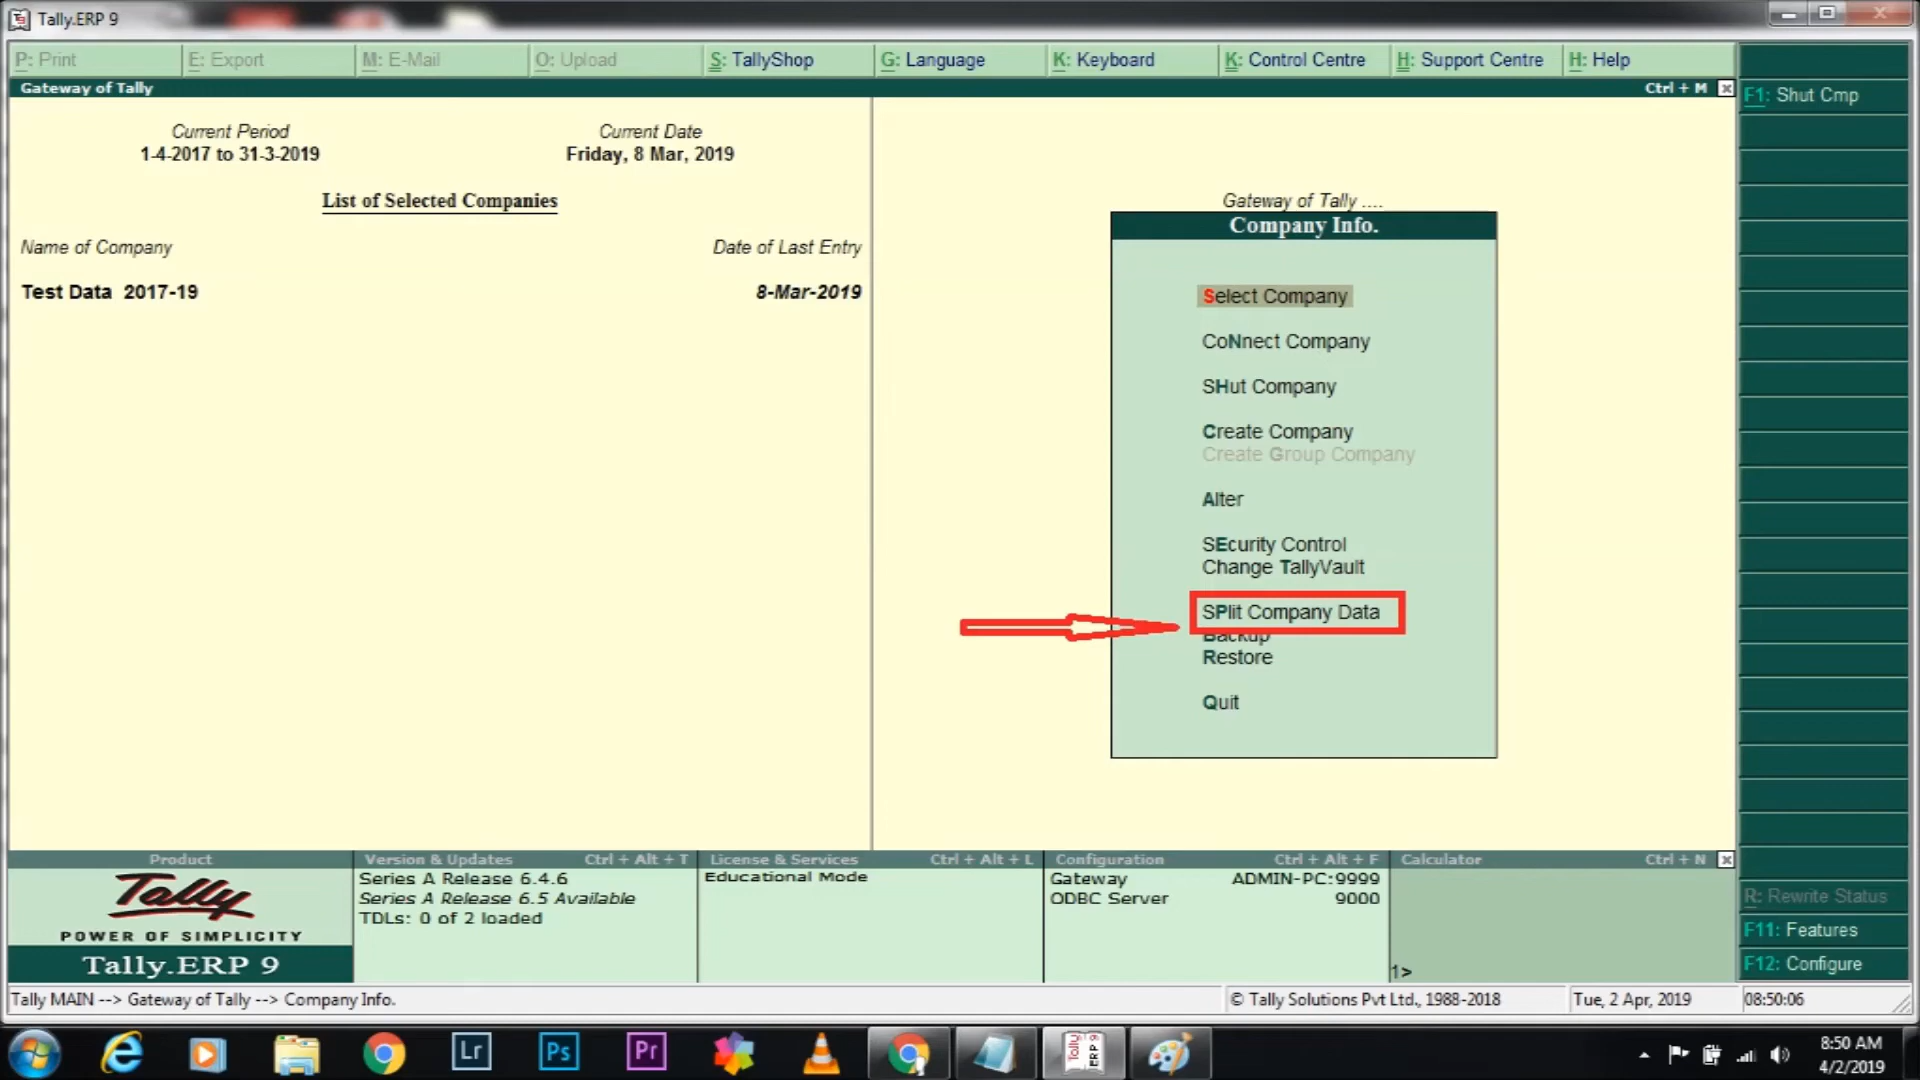 Tally.ERP 9
P: Print
E: Export
M: E-Mail
O: Upload
S: TallyShop
G: Language
K: Keyboard
K: Control Centre
H: Support Centre
H: Help
Gateway of Tally
Ctrl + M
F1: Shut Cmp
Current Period
1-4-2017 to 31-3-2019
Current Date
Friday, 8 Mar, 2019
List of Selected Companies
Name of Company
Date of Last Entry
Test Data 2017-19
8-Mar-2019
Gateway of Tally ....
Company Info.
Select Company
CoNnect Company
SHut Company
Create Company
Create Group Company
Alter
SEcurity Control
Change TallyVault
SPlit Company Data
Backup
Restore
Quit
Product
Tally
POWER OF SIMPLICITY
Tally.ERP 9
Version & Updates
Ctrl + Alt + T
Series A Release 6.4.6
Series A Release 6.5 Available
TDLs: 0 of 2 loaded
License & Services
Ctrl + Alt + L
Educational Mode
Configuration
Ctrl + Alt + F
Gateway
ADMIN-PC:9999
ODBC Server
9000
Calculator
Ctrl + N
1>
R: Rewrite Status
F11: Features
F12: Configure
Tally MAIN --> Gateway of Tally --> Company Info.
© Tally Solutions Pvt Ltd., 1988-2018
Tue, 2 Apr, 2019
08:50:06
Lr
Ps
Pr
Tally
ERP 9
8:50 AM
4/2/2019